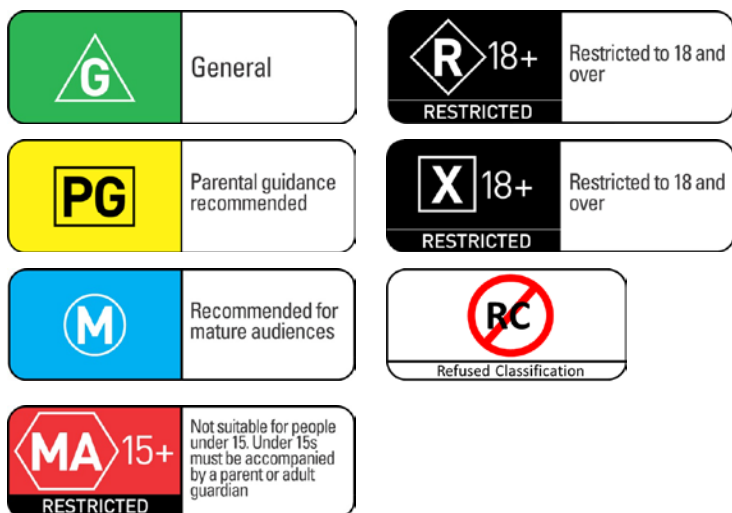 G
General
PG
Parental guidance
recommended
M
Recommended for
mature audiences
MA 15+
RESTRICTED
Not suitable for people
under 15. Under 15s
must be accompanied
by a parent or adult
guardian
R 18+
RESTRICTED
Restricted to 18 and
over
X 18+
RESTRICTED
Restricted to 18 and
over
RC
Refused Classification